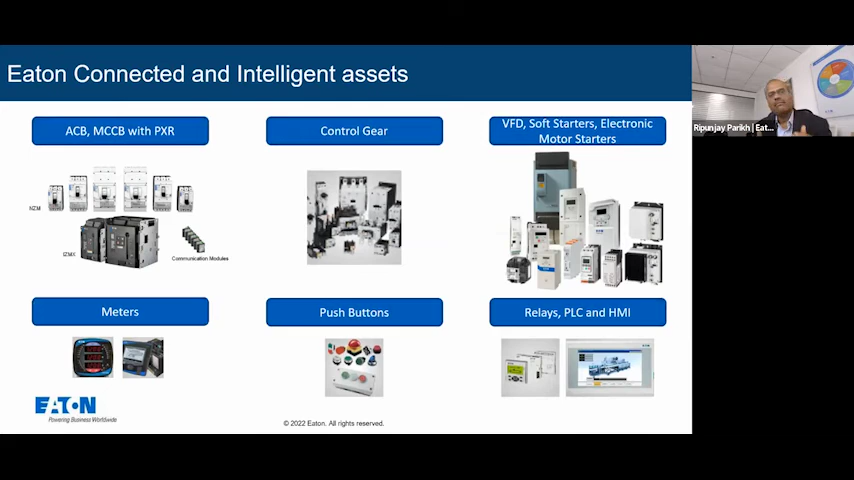 Eaton Connected and Intelligent assets
ACB, MCCB with PXR
Control Gear
VFD, Soft Starters, Electronic
Motor Starters
NZM
IZMX
Communication Modules
Meters
Push Buttons
Relays, PLC and HMI
EATON
Powering Business Worldwide
© 2022 Eaton. All rights reserved.
Ripunjay Parikh | Eat...